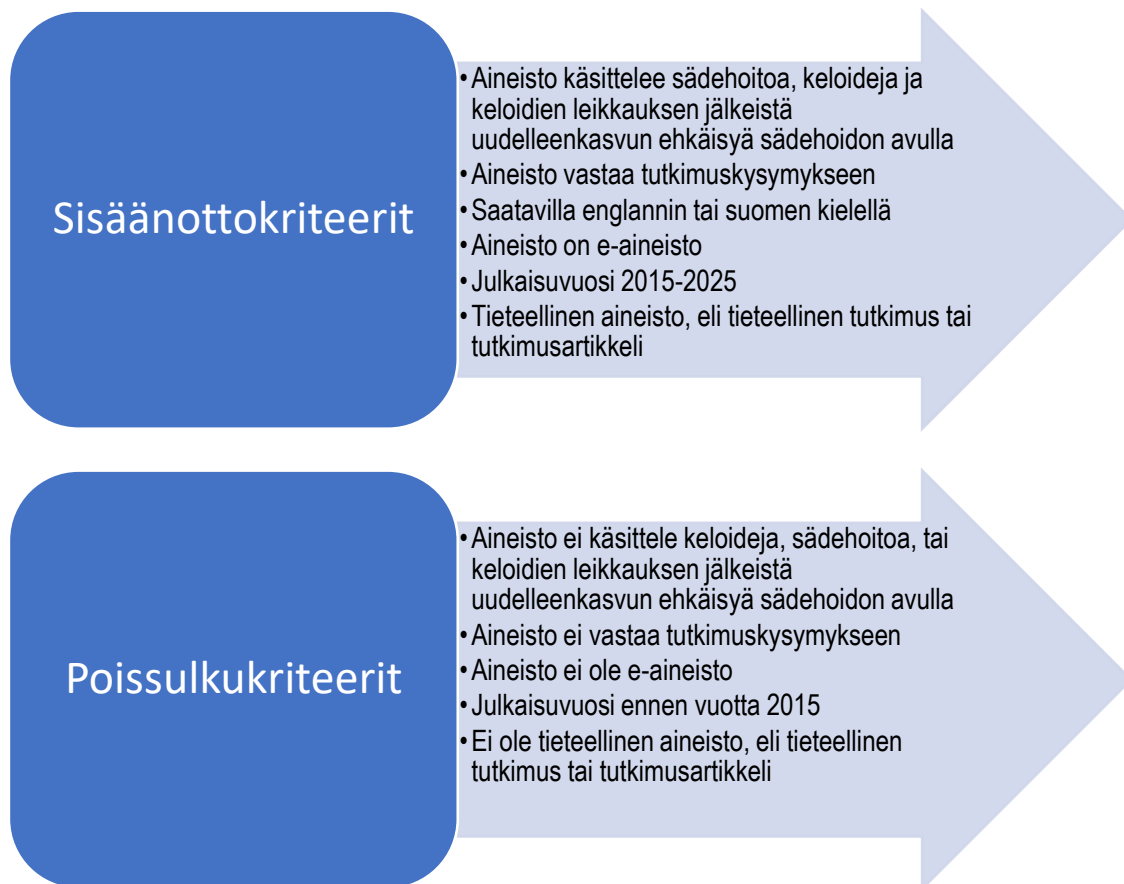 Sisäänottokriteerit
•Aineisto käsittelee sädehoitoa, keloideja ja
keloidien leikkauksen jälkeistä
uudelleenkasvun ehkäisyä sädehoidon avulla
•Aineisto vastaa tutkimuskysymykseen
•Saatavilla englannin tai suomen kielellä
•Aineisto on e-aineisto
•Julkaisuvuosi 2015-2025
•Tieteellinen aineisto, eli tieteellinen tutkimus tai
tutkimusartikkeli
Poissulkukriteerit
•Aineisto ei käsittele keloideja, sädehoitoa, tai
keloidien leikkauksen jälkeistä
uudelleenkasvun ehkäisyä sädehoidon avulla
•Aineisto ei vastaa tutkimuskysymykseen
•Aineisto ei ole e-aineisto
•Julkaisuvuosi ennen vuotta 2015
•Ei ole tieteellinen aineisto, eli tieteellinen
tutkimus tai tutkimusartikkeli